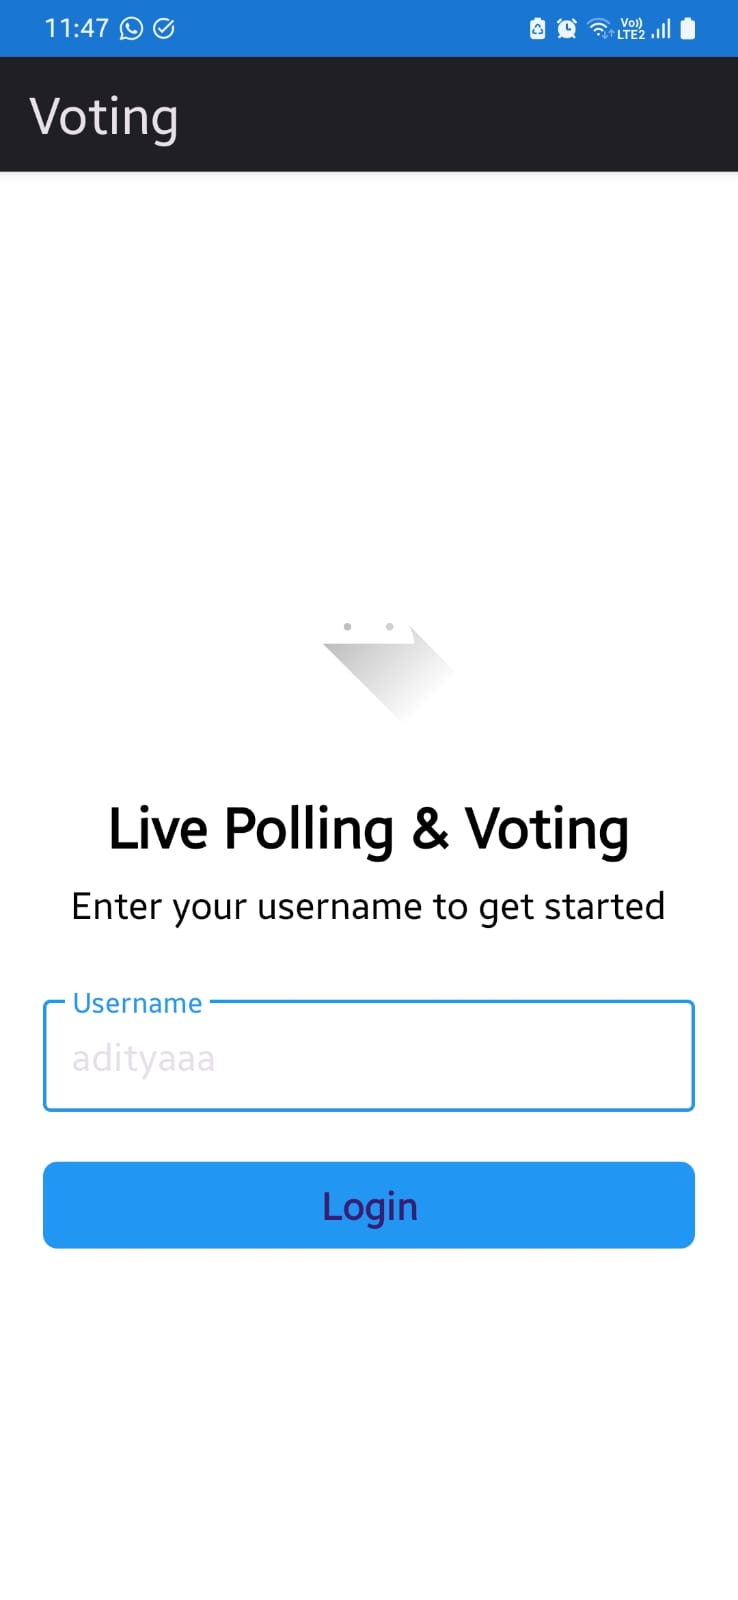 11:47
Vo)) LTE2
Voting
Live Polling & Voting
Enter your username to get started
Username
adityaaa
Login